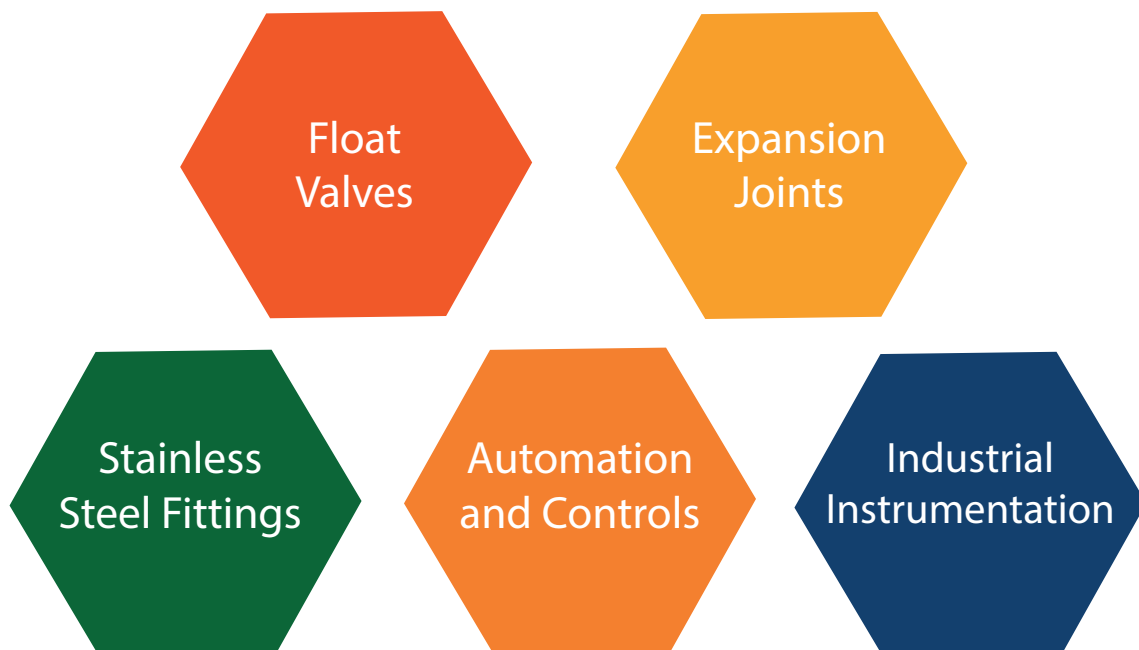 Float
Valves
Expansion
Joints
Stainless
Steel Fittings
Automation
and Controls
Industrial
Instrumentation